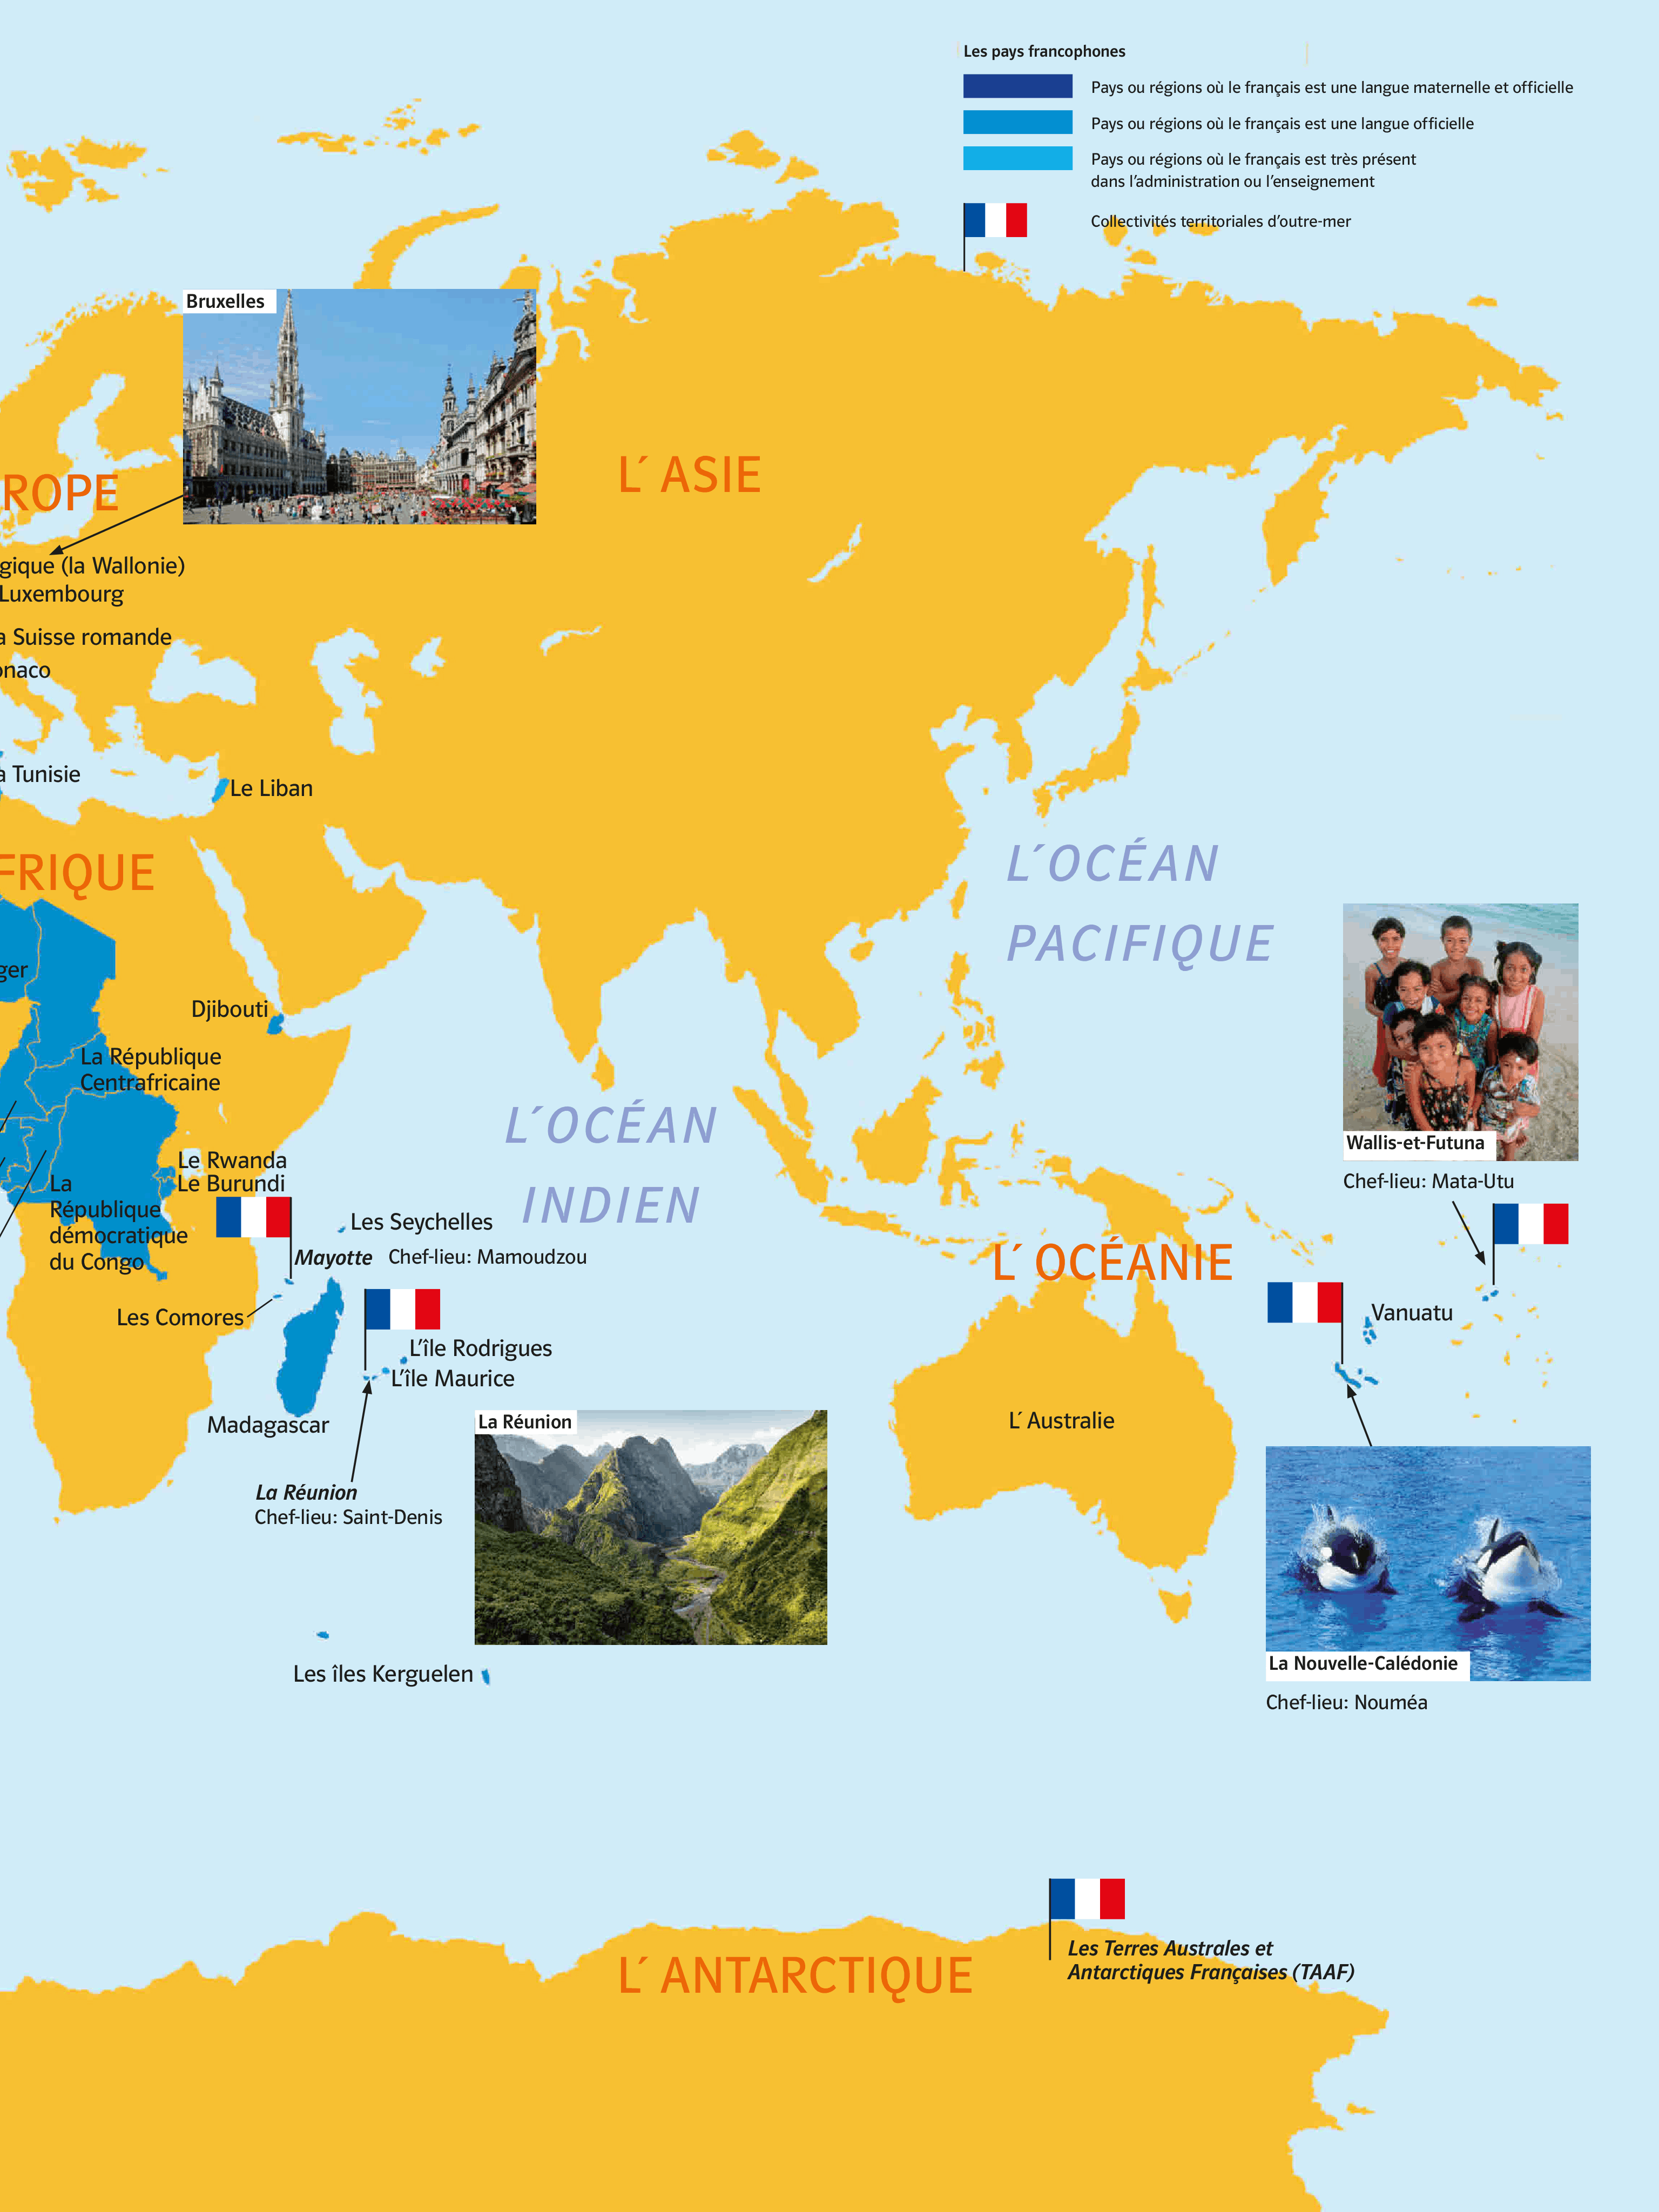 Les pays francophones
Pays ou régions où le français est une langue maternelle et officielle
Pays ou régions où le français est une langue officielle
Pays ou régions où le français est très présent
dans l'administration ou l'enseignement
Collectivités territoriales d'outre-mer
Bruxelles
L´ ASIE
ROPE
gique (la Wallonie)
Luxembourg
a Suisse romande
onaco
a Tunisie
Le Liban
FRIQUE
L´OCÉAN
PACIFIQUE
ger
Djibouti
La République
Centrafricaine
L´OCÉAN
INDIEN
Wallis-et-Futuna
Chef-lieu: Mata-Utu
Le Rwanda
Le Burundi
La
République
démocratique
du Congo
Les Seychelles
Mayotte Chef-lieu: Mamoudzou
L´ OCÉANIE
Les Comores
Vanuatu
L'île Rodrigues
L'île Maurice
Madagascar
L´ Australie
La Réunion
La Réunion
Chef-lieu: Saint-Denis
Les îles Kerguelen
La Nouvelle-Calédonie
Chef-lieu: Nouméa
L´ ANTARCTIQUE
Les Terres Australes et
Antarctiques Françaises (TAAF)